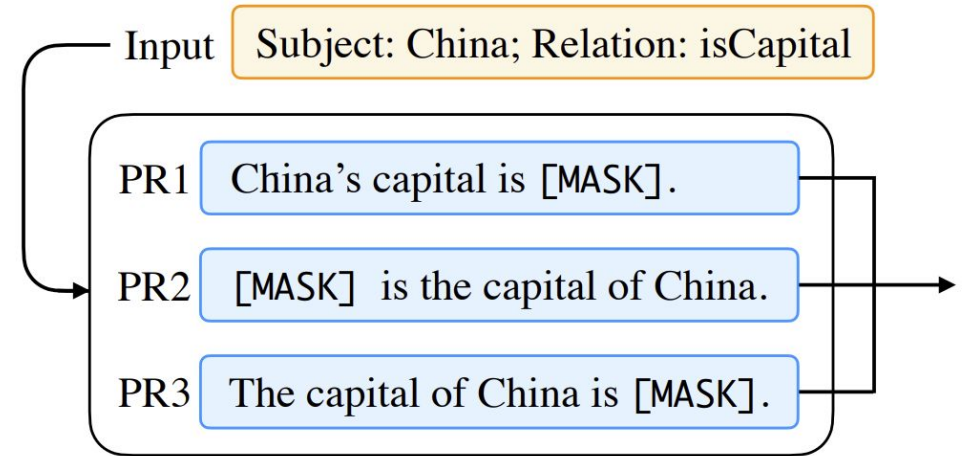 Input Subject: China; Relation: isCapital
PR1 China’s capital is [MASK].
PR2 [MASK] is the capital of China.
PR3 The capital of China is [MASK].